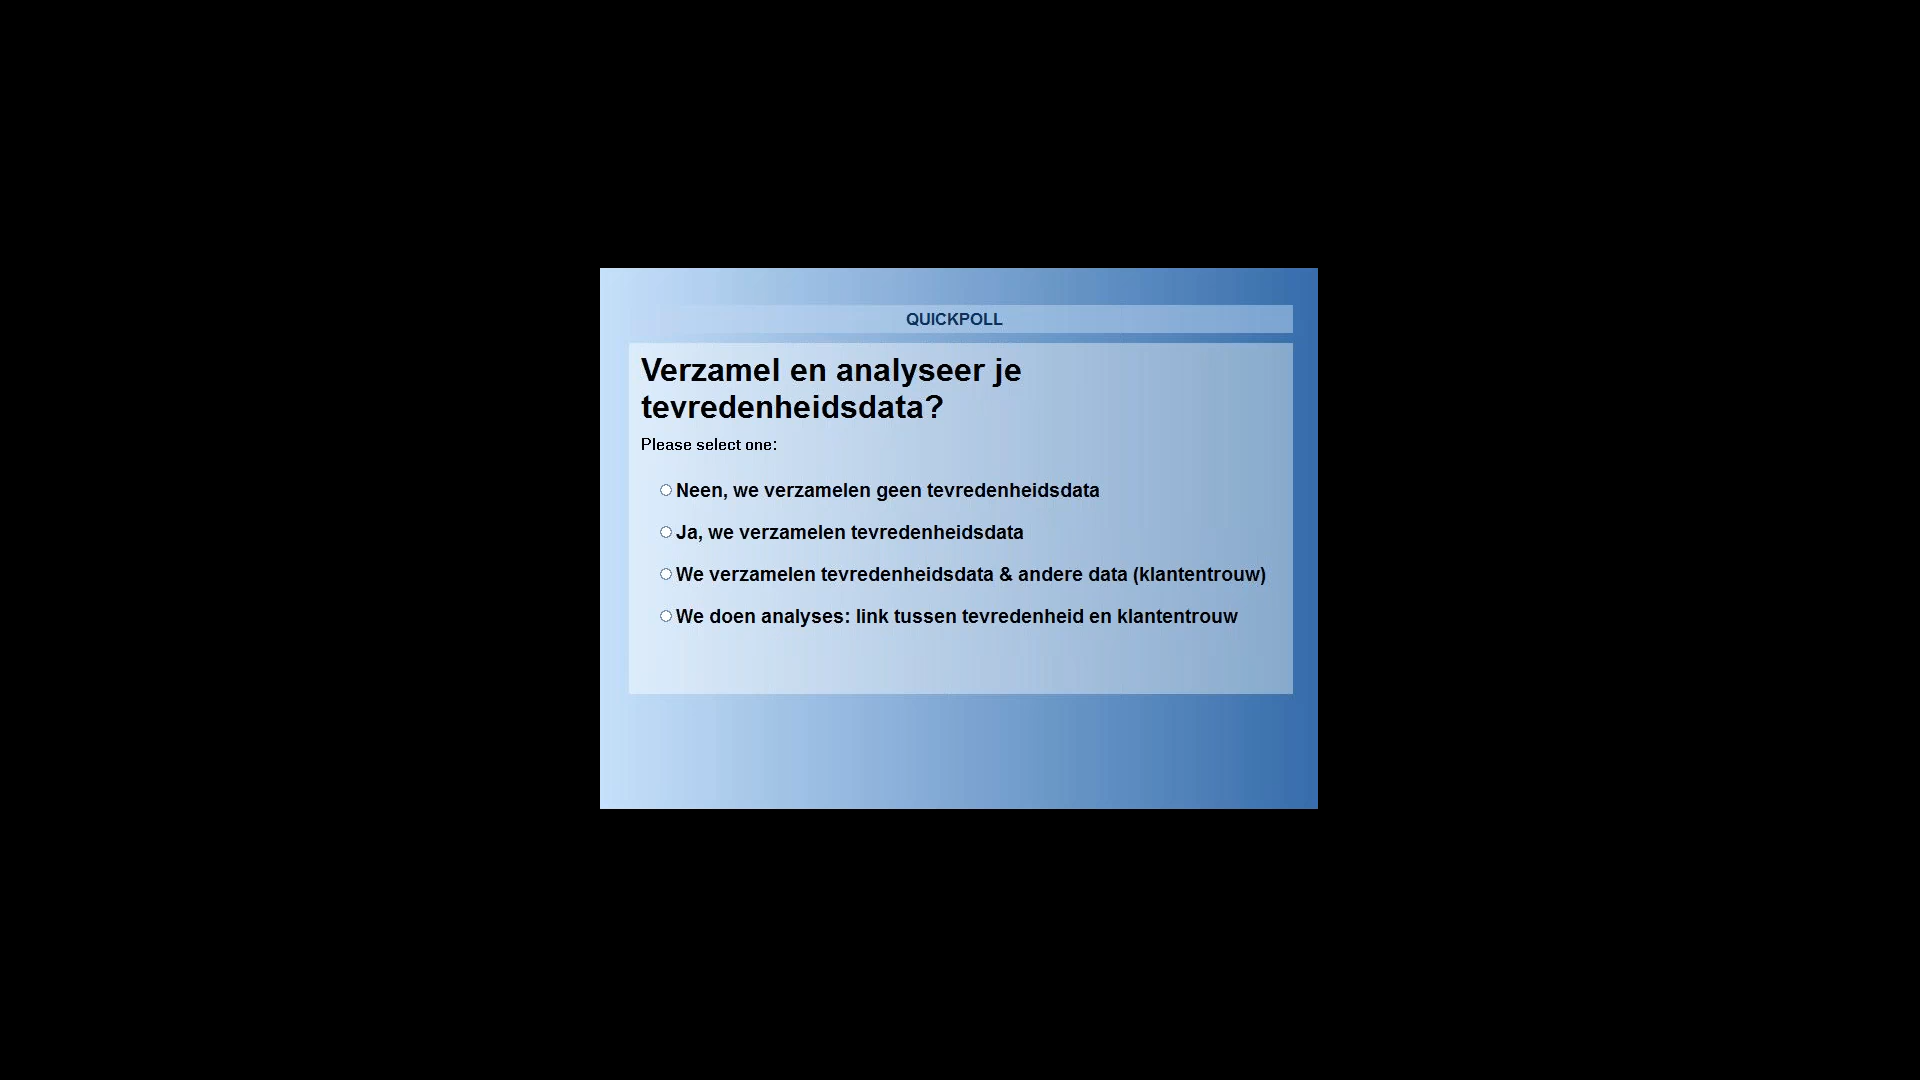 QUICKPOLL
Verzamel en analyseer je
tevredenheidsdata?
Please select one:
Neen, we verzamelen geen tevredenheidsdata
Ja, we verzamelen tevredenheidsdata
We verzamelen tevredenheidsdata & andere data (klantentrouw)
We doen analyses: link tussen tevredenheid en klantentrouw